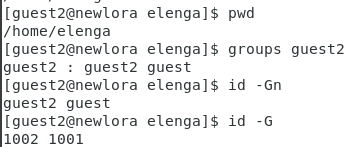 [guest2@newlora elenga]$ pwd
/home/elenga
[guest2@newlora elenga]$ groups guest2
guest2 : guest2 guest
[guest2@newlora elenga]$ id -Gn
guest2 guest
[guest2@newlora elenga]$ id -G
1002 1001